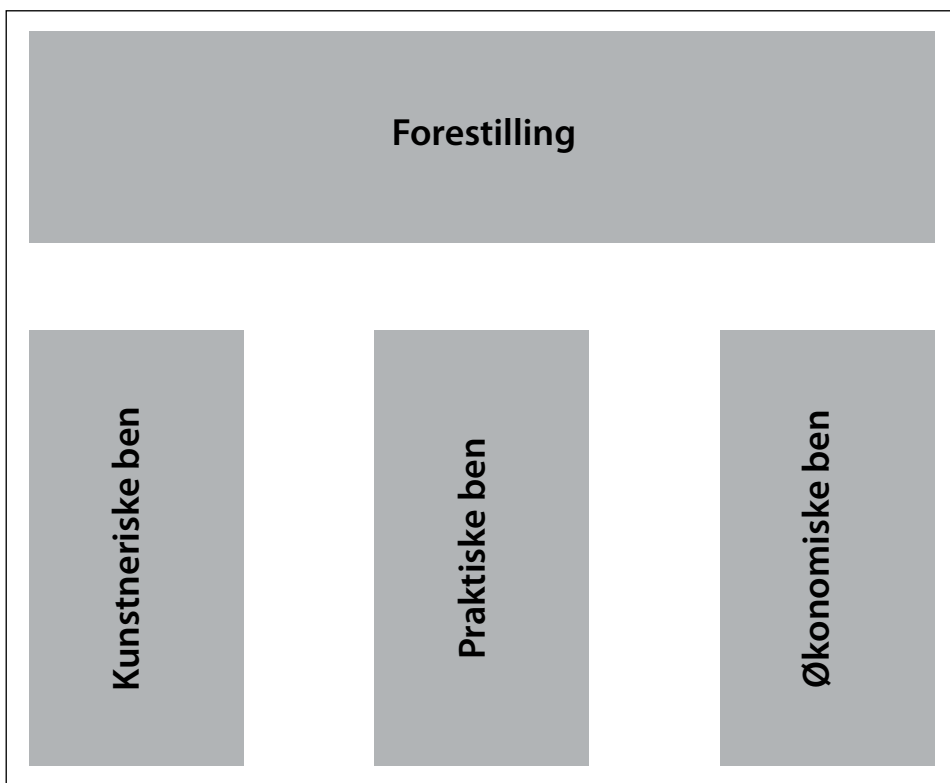 Forestilling
Kunstneriske ben
Praktiske ben
Økonomiske ben